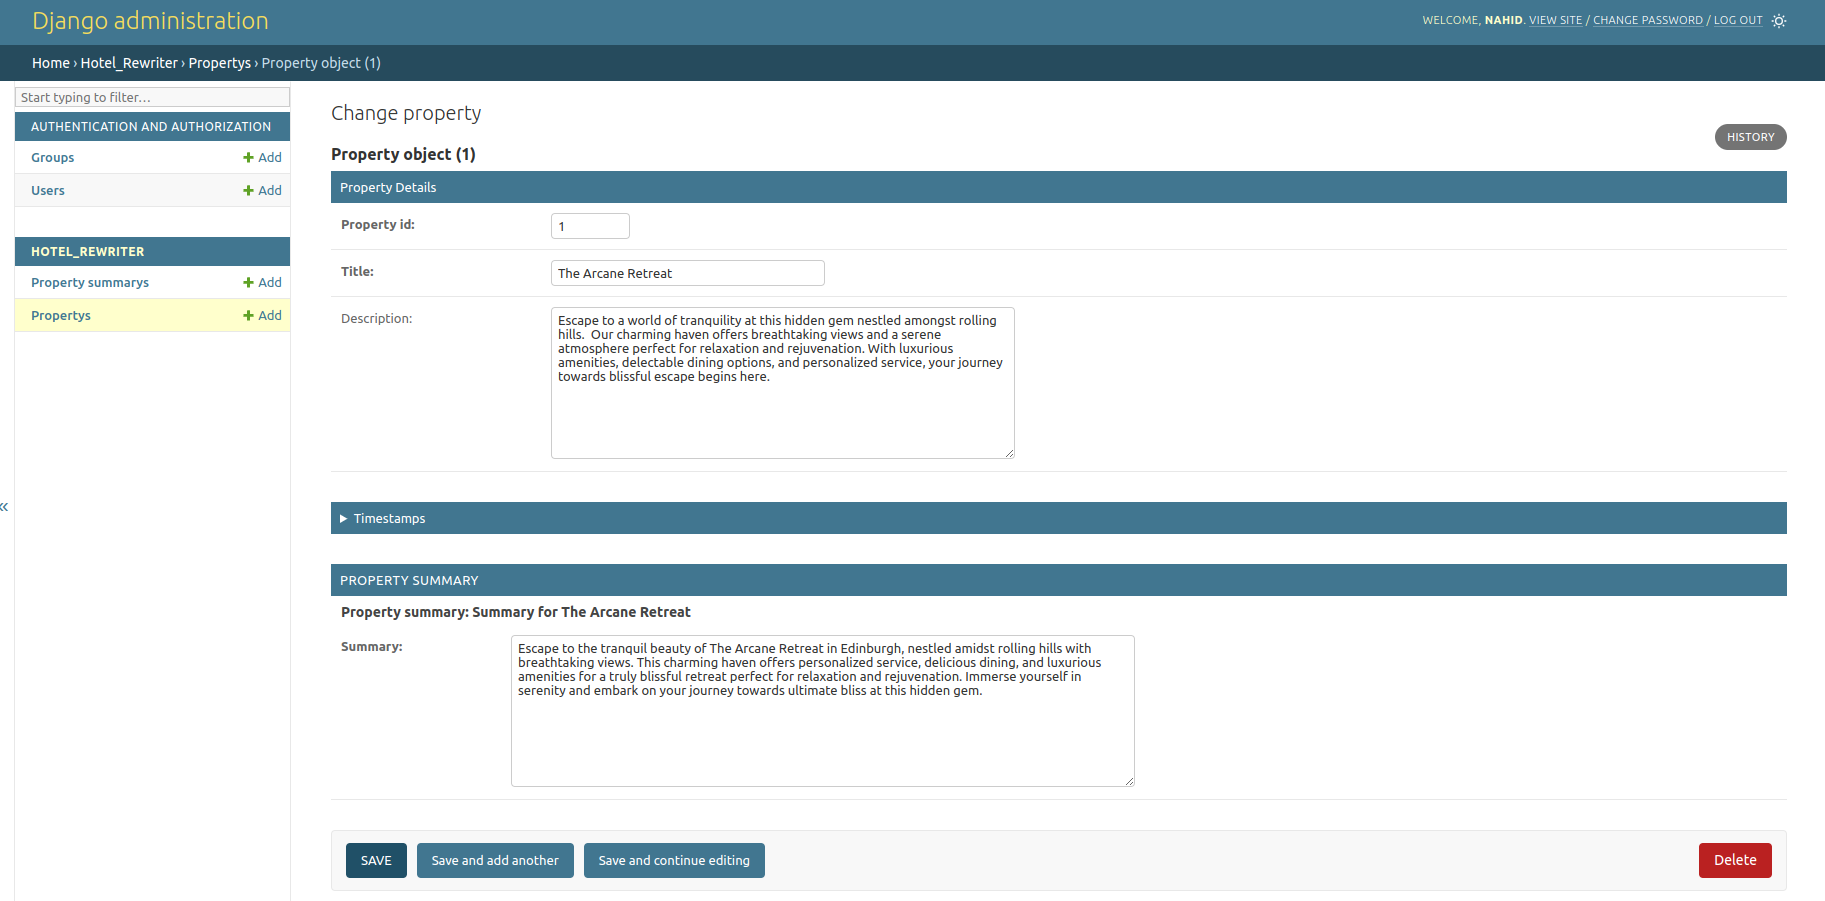 Django administration
WELCOME, NAHID. VIEW SITE / CHANGE PASSWORD / LOG OUT
Home › Hotel_Rewriter › Propertys › Property object (1)
Start typing to filter…
AUTHENTICATION AND AUTHORIZATION
Groups + Add
Users + Add
HOTEL_REWRITER
Property summarys + Add
Propertys + Add
«
Change property
HISTORY
Property object (1)
Property Details
Property id: 1
Title: The Arcane Retreat
Description: Escape to a world of tranquility at this hidden gem nestled amongst rolling
hills.  Our charming haven offers breathtaking views and a serene
atmosphere perfect for relaxation and rejuvenation. With luxurious
amenities, delectable dining options, and personalized service, your journey
towards blissful escape begins here.
Timestamps
PROPERTY SUMMARY
Property summary: Summary for The Arcane Retreat
Summary: Escape to the tranquil beauty of The Arcane Retreat in Edinburgh, nestled amidst rolling hills with
breathtaking views. This charming haven offers personalized service, delicious dining, and luxurious
amenities for a truly blissful retreat perfect for relaxation and rejuvenation. Immerse yourself in
serenity and embark on your journey towards ultimate bliss at this hidden gem.
SAVE Save and add another Save and continue editing Delete